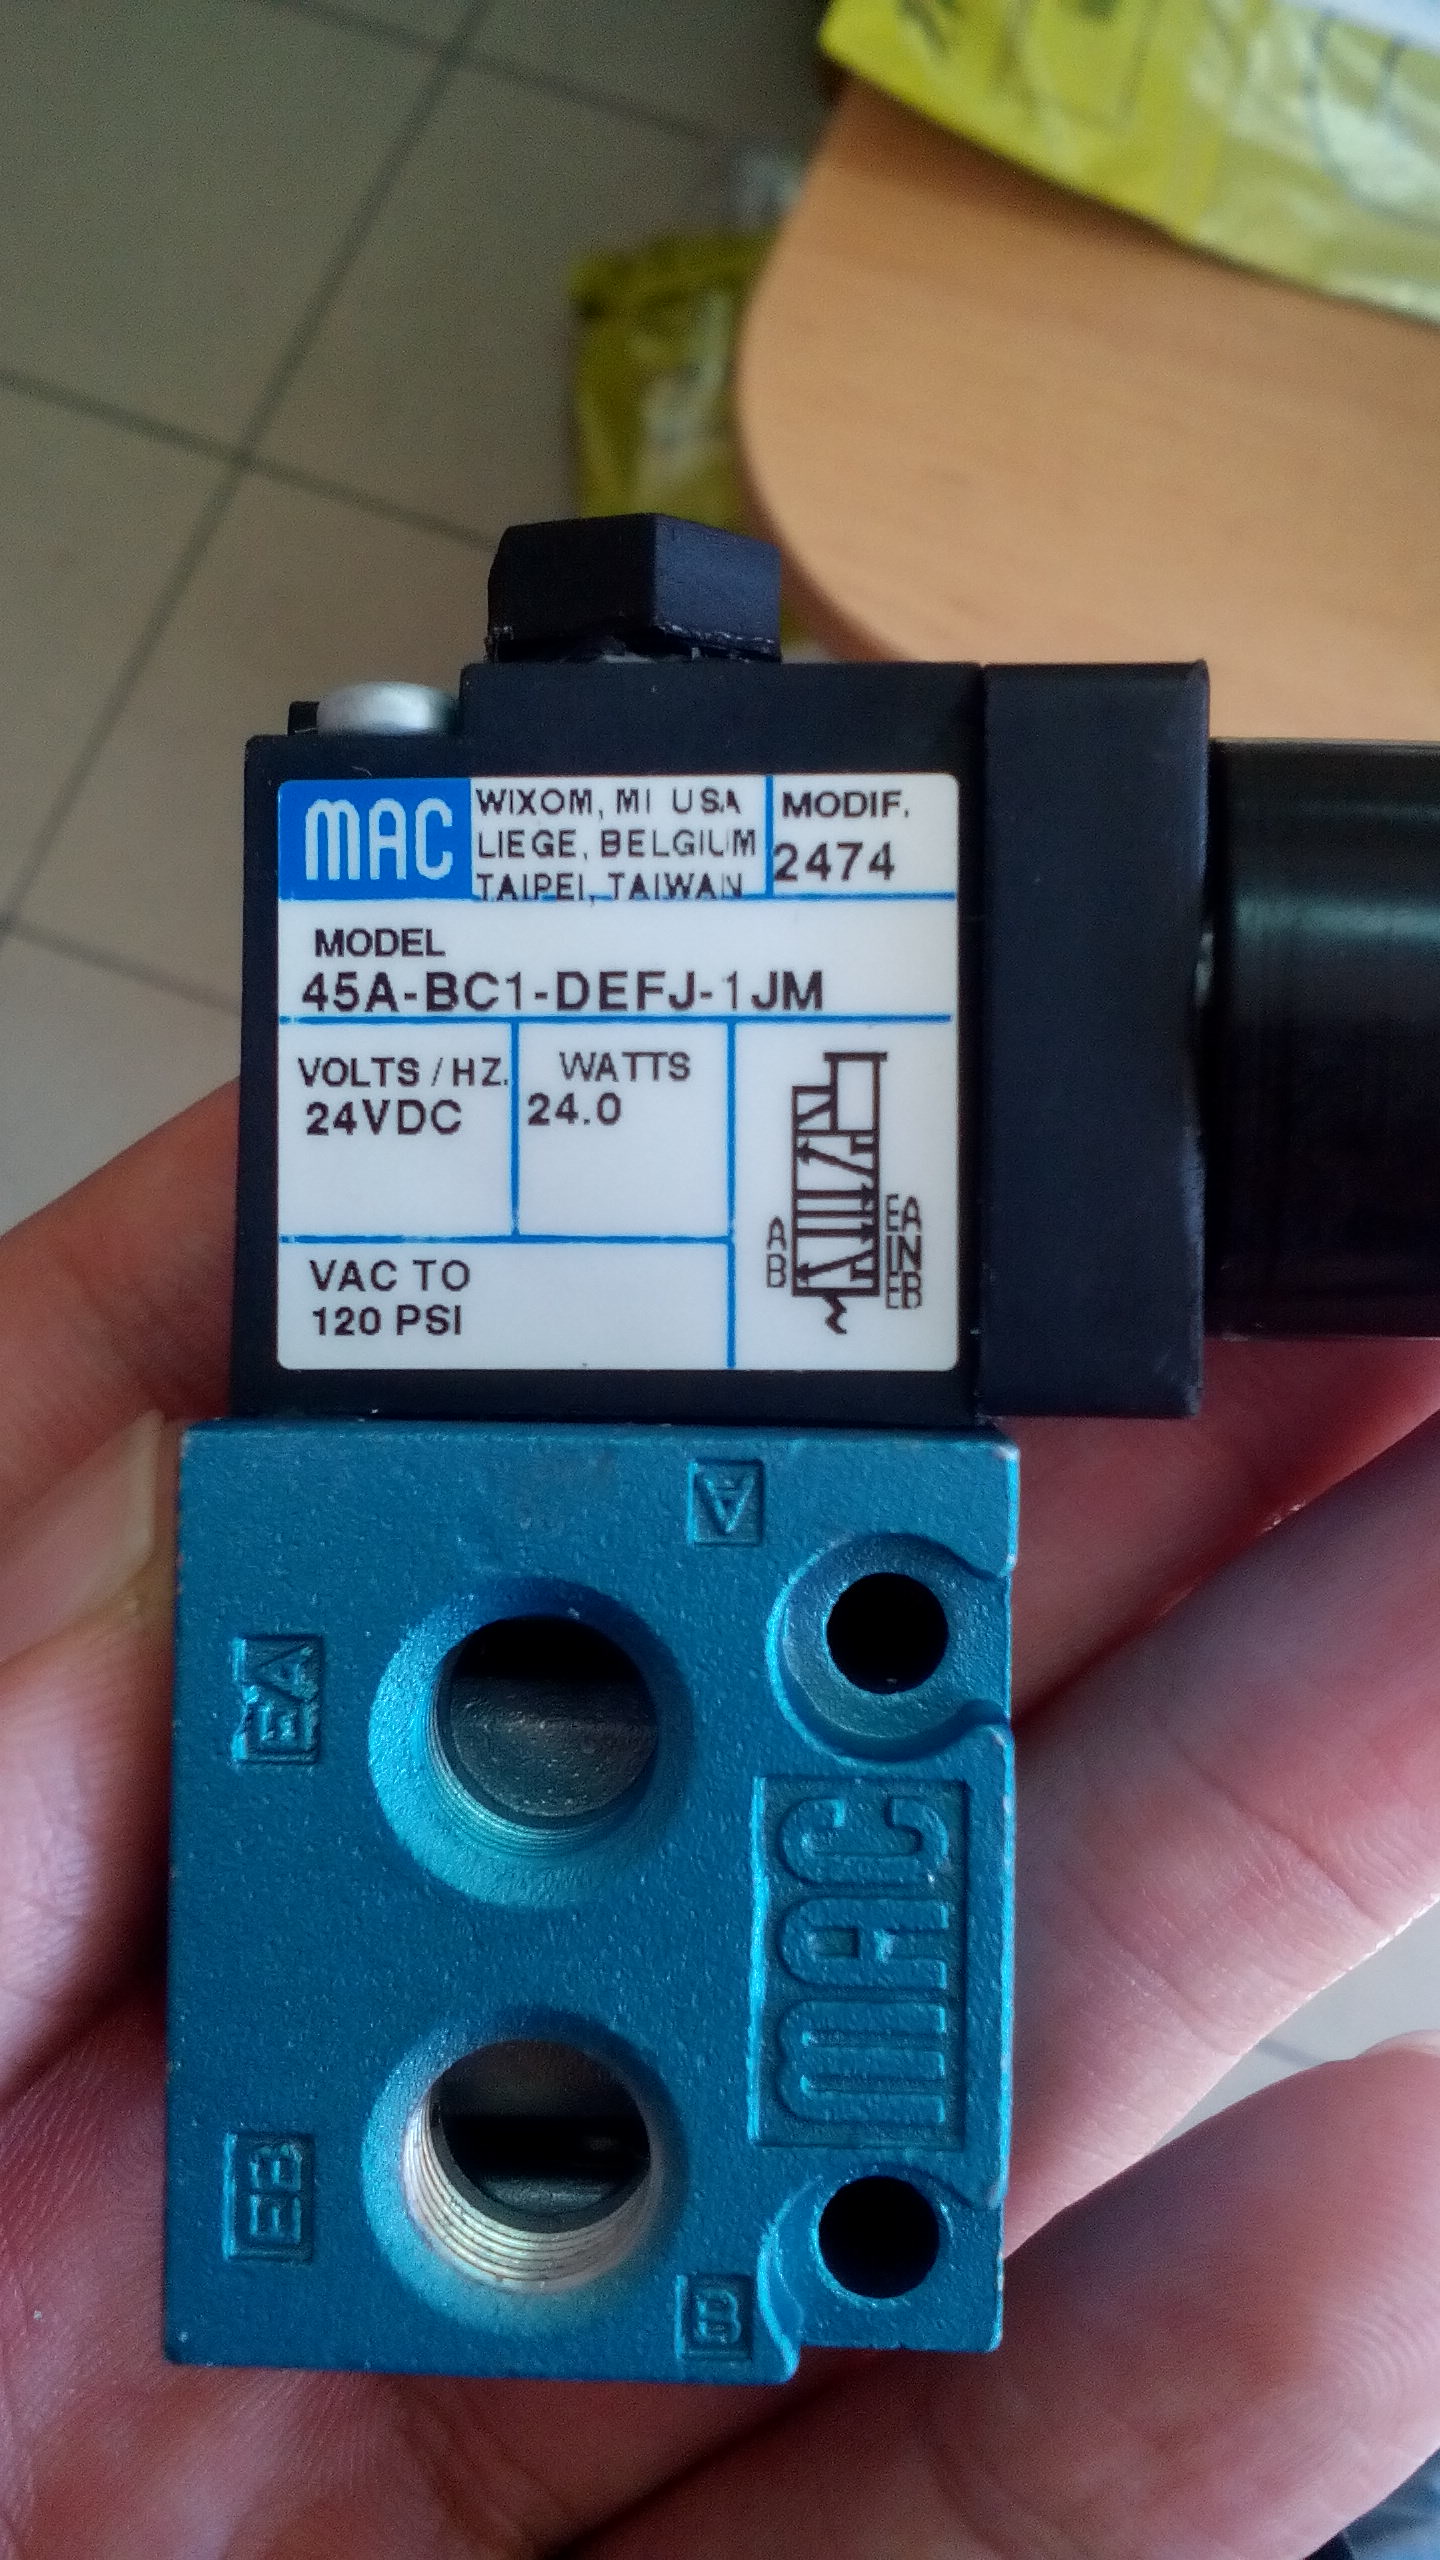 MAC
WIXOM, MI USA
LIEGE, BELGIUM
TAIPEI, TAIWAN
MODIF.
2474
MODEL
45A-BC1-DEFJ-1JM
VOLTS / HZ.
24VDC
WATTS
24.0
VAC TO
120 PSI
A
B
EA
IN
EB
A
EA
MAC
EB
B